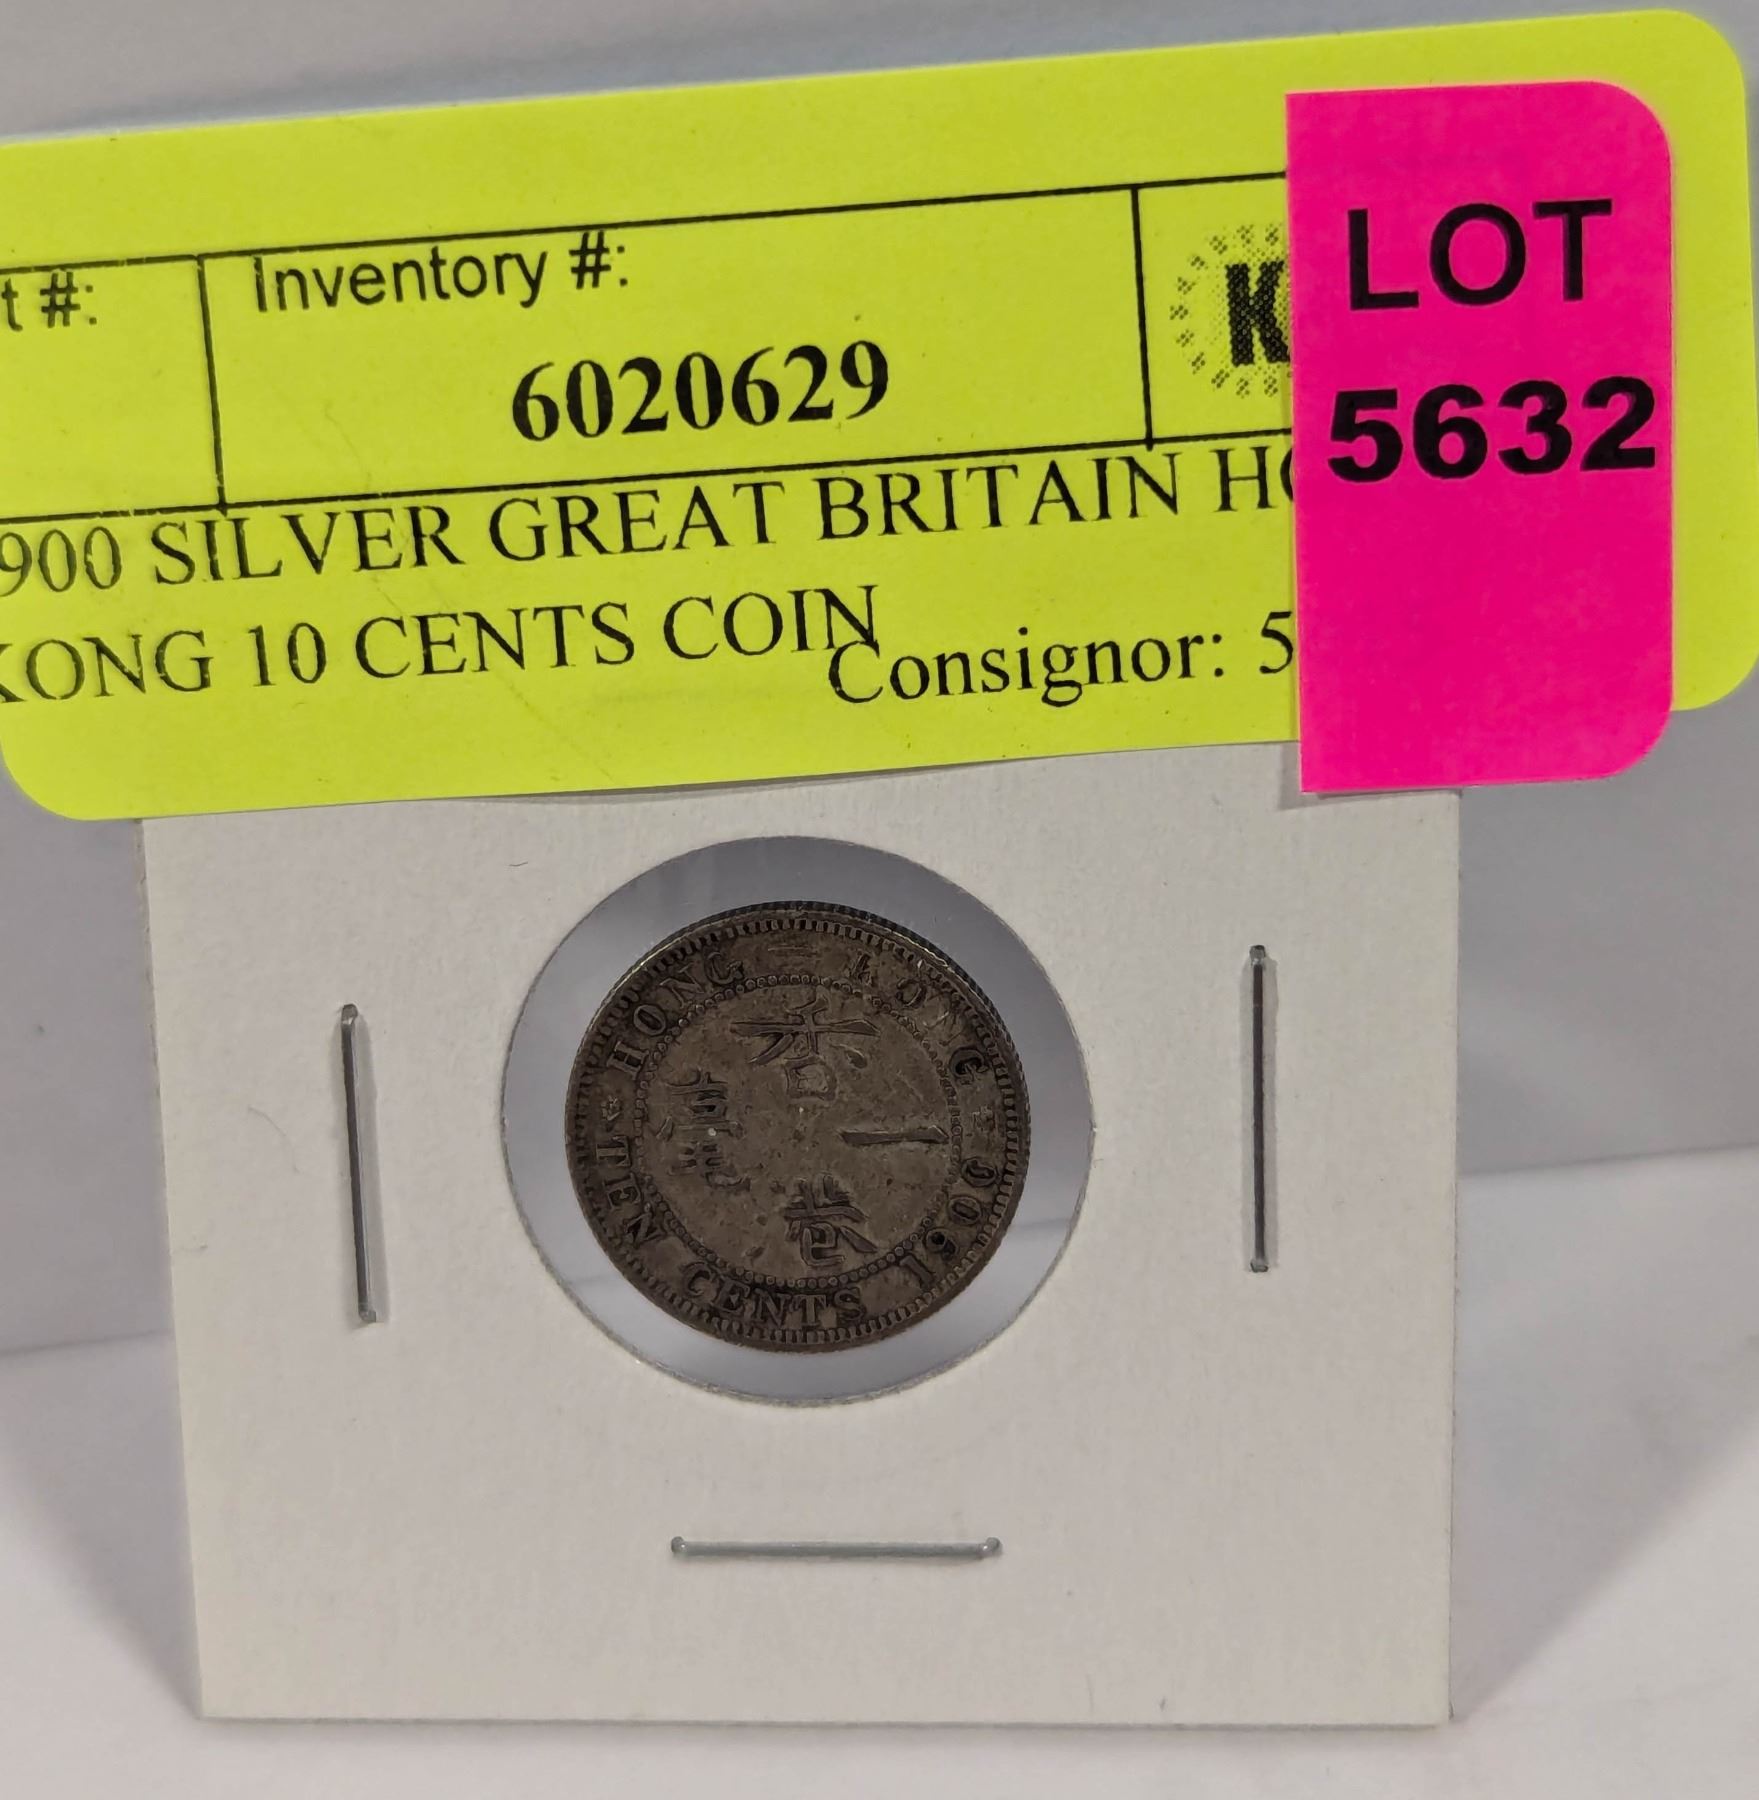 t #:
Inventory #:
6020629
K
LOT
5632
900 SILVER GREAT BRITAIN HO
KONG 10 CENTS COIN
Consignor: 5
HONG = KONG
香
一
毫
港
TEN CENTS 1900